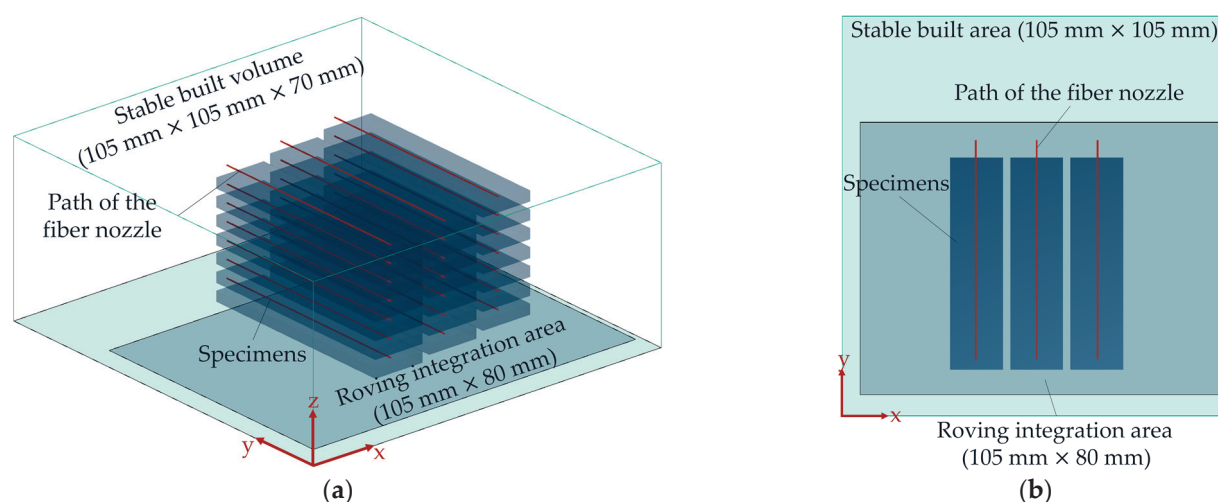 Stable built volume
(105 mm × 105 mm × 70 mm)
Path of the
fiber nozzle
Specimens
Roving integration area
(105 mm × 80 mm)
z
y
x
(a)
Stable built area (105 mm × 105 mm)
Path of the fiber nozzle
Specimens
y
x
Roving integration area
(105 mm × 80 mm)
(b)